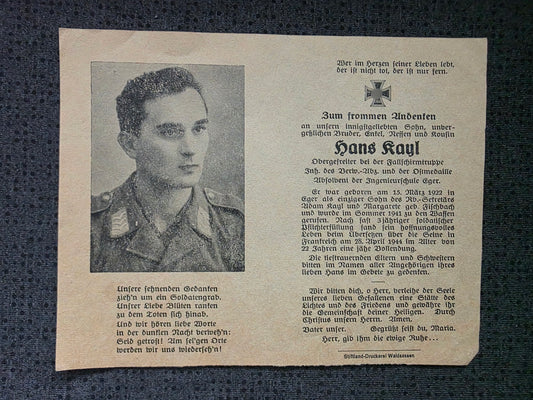 Wer im Herzen seiner Lieben lebt,
der ist nicht tot, der ist nur fern.
Zum frommen Andenken
an unsern innigstgeliebten Sohn, unver-
geßlichen Bruder, Enkel, Neffen und Kousin
Hans Kayl
Obergefreiter bei der Fallschirmtruppe
Inh. des Verw.-Abz. und der Ostmedaille
Absolvent der Ingenieurschule Eger.
Er war geboren am 15. März 1922 in
Eger als einziger Sohn des Rb.-Sekretärs
Adam Kayl und Margarete geb. Fischbach
und wurde im Sommer 1941 zu den Waffen
gerufen. Nach fast 3jähriger soldatischer
Pflichterfüllung fand sein hoffnungsvolles
Leben beim Übersetzen über die Seine in
Frankreich am 28. April 1944 im Alter von
22 Jahren eine jähe Vollendung.
Die tieftrauernden Eltern und Schwestern
bitten im Namen aller Angehörigen ihres
lieben Hans im Gebete zu gedenken.
Wir bitten dich, o Herr, verleihe der Seele
unseres lieben Gefallenen eine Stätte des
Lichtes und des Friedens und gewähre ihr
die Gemeinschaft deiner Heiligen. Durch
Christus unsern Herrn. Amen.
Vater unser. Gegrüßt seist du, Maria.
Herr, gib ihm die ewige Ruhe...
Stiftland-Druckerei Waldsassen
Unsere sehnenden Gedanken
zieh'n um ein Soldatengrab.
Unsrer Liebe Blüten ranken
zu dem Toten sich hinab.
Und wir hören liebe Worte
in der dunklen Nacht verweh'n:
Seid getrost! Am sel'gen Orte
werden wir uns wiederseh'n!